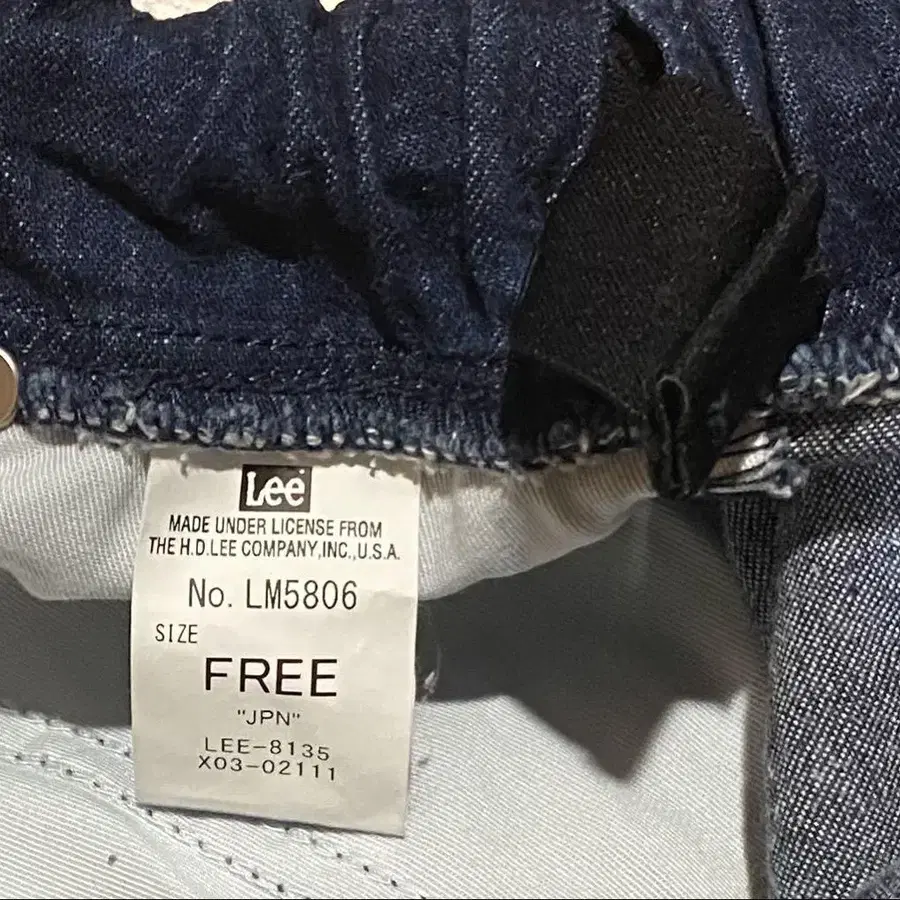 Lee
MADE UNDER LICENSE FROM
THE H.D.LEE COMPANY,INC.,U.S.A.
No. LM5806
SIZE
FREE
"JPN"
LEE-8135
X03-02111